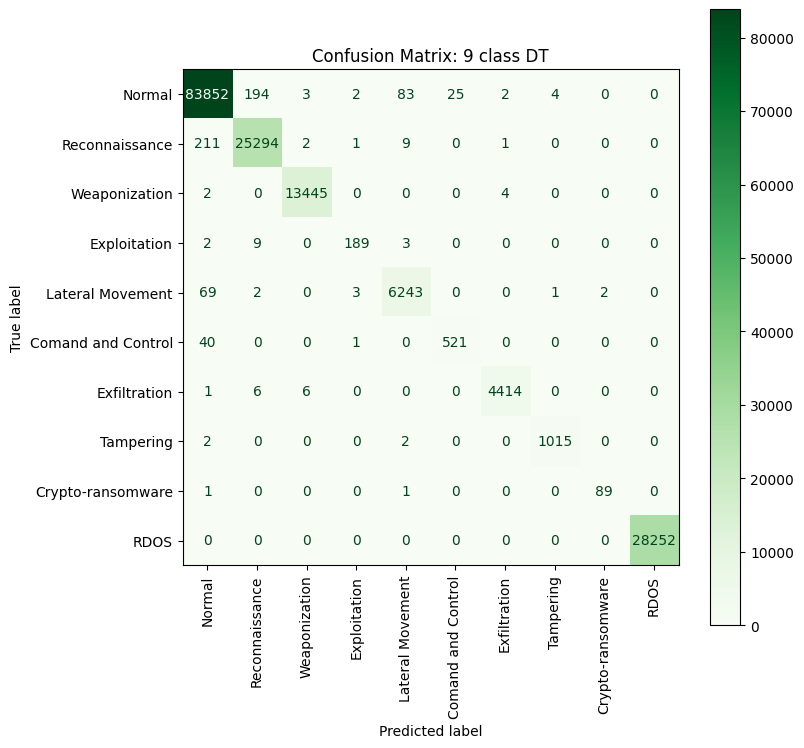 Confusion Matrix: 9 class DT
True label
Normal 83852 194 3 2 83 25 2 4 0 0
Reconnaissance 211 25294 2 1 9 0 1 0 0 0
Weaponization 2 0 13445 0 0 0 4 0 0 0
Exploitation 2 9 0 189 3 0 0 0 0 0
Lateral Movement 69 2 0 3 6243 0 0 1 2 0
Comand and Control 40 0 0 1 0 521 0 0 0 0
Exfiltration 1 6 6 0 0 0 4414 0 0 0
Tampering 2 0 0 0 2 0 0 1015 0 0
Crypto-ransomware 1 0 0 0 1 0 0 0 89 0
RDOS 0 0 0 0 0 0 0 0 0 28252
Normal
Reconnaissance
Weaponization
Exploitation
Lateral Movement
Comand and Control
Exfiltration
Tampering
Crypto-ransomware
RDOS
Predicted label
80000
70000
60000
50000
40000
30000
20000
10000
0